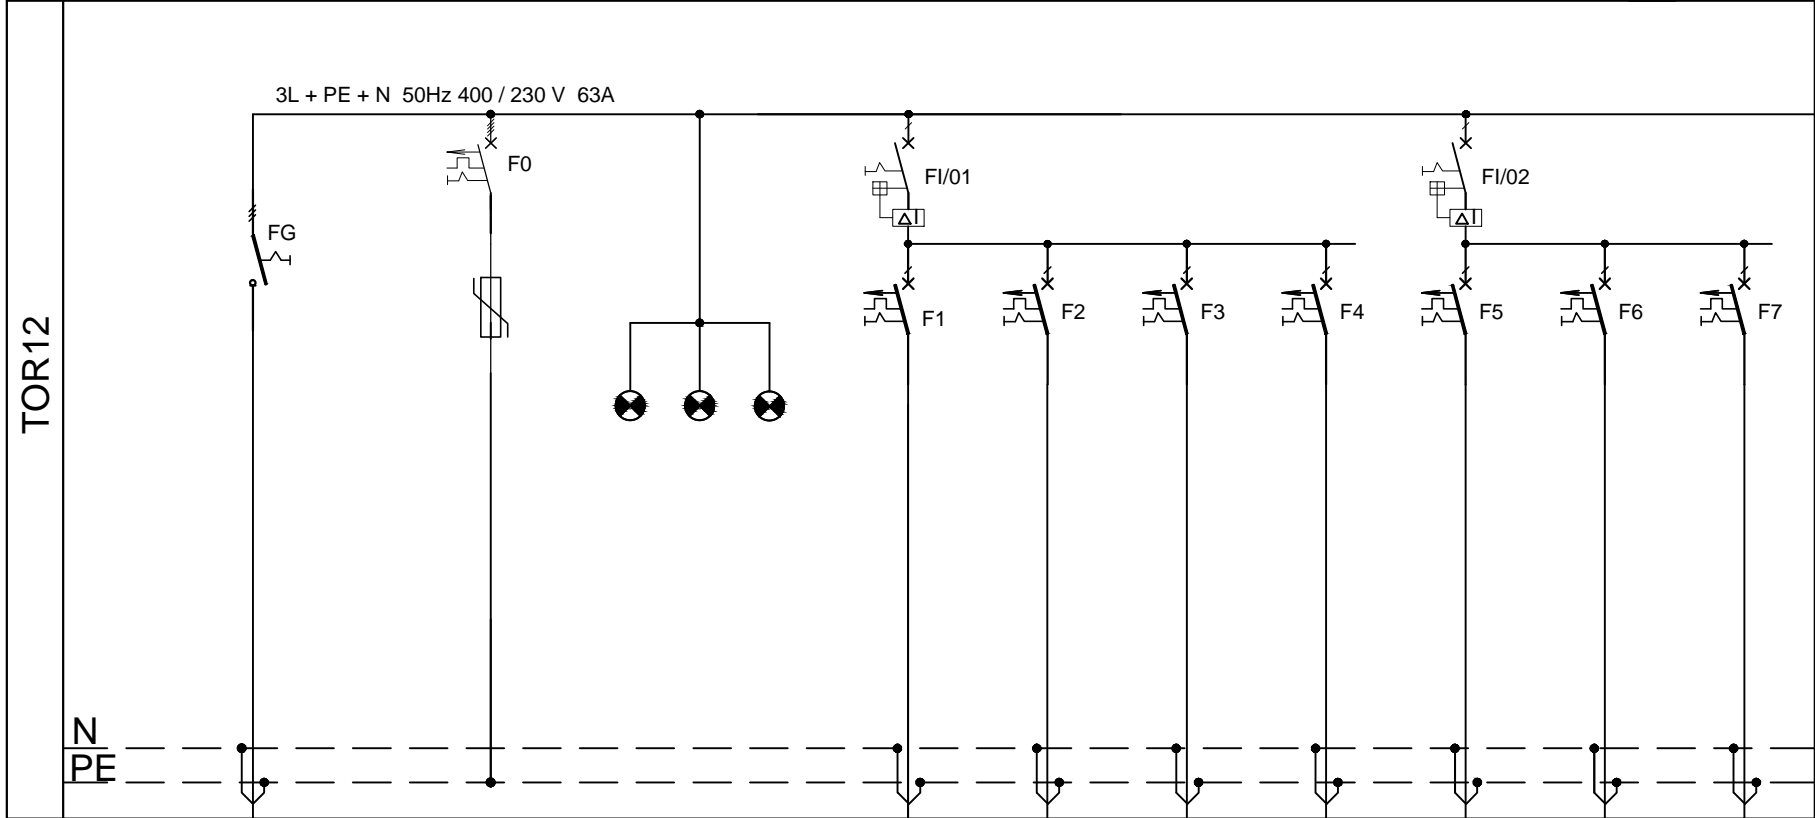 TOR12
3L + PE + N 50Hz 400 / 230 V 63A
FG
F0
FI/01
FI/02
I
I
F1
F2
F3
F4
F5
F6
F7
N
PE